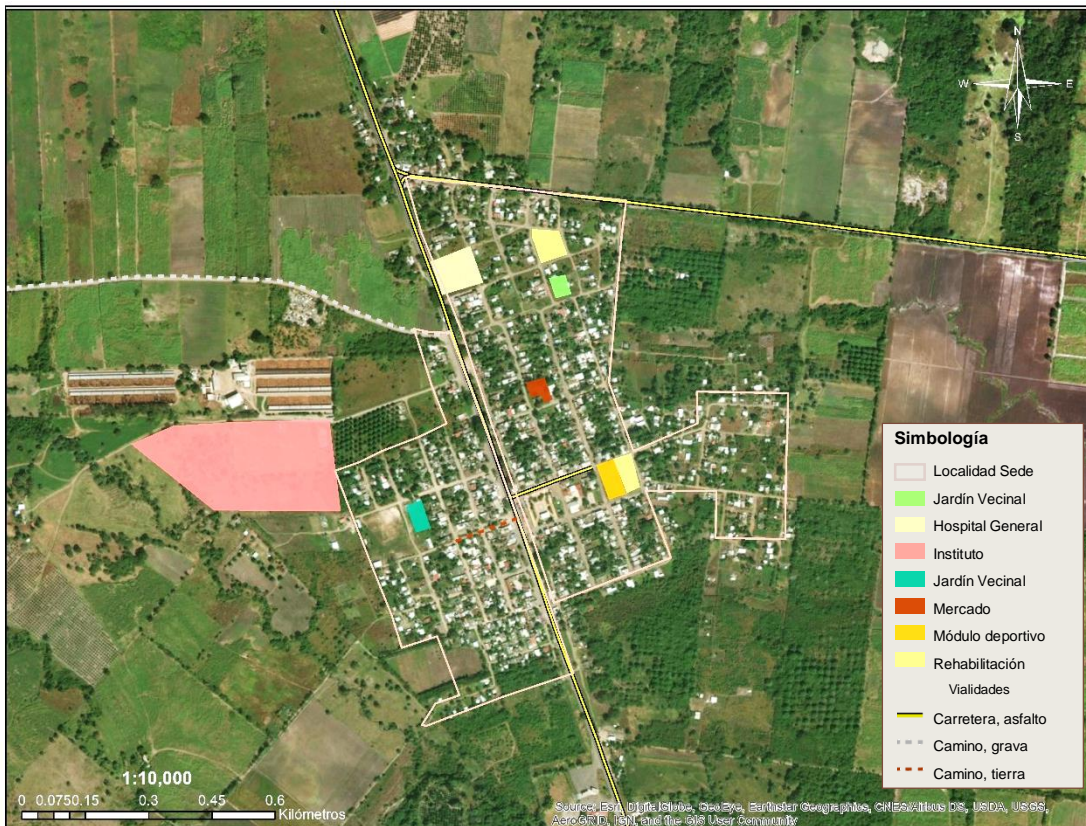 N
W E
S
Simbología
Localidad Sede
Jardín Vecinal
Hospital General
Instituto
Jardín Vecinal
Mercado
Módulo deportivo
Rehabilitación
Vialidades
Carretera, asfalto
Camino, grava
Camino, tierra
1:10,000
0 0.0750.15 0.3 0.45 0.6
Kilómetros
Source: Esri, DigitalGlobe, GeoEye, Earthstar Geographics, CNES/Airbus DS, USDA, USGS,
AeroGRID, IGN, and the GIS User Community